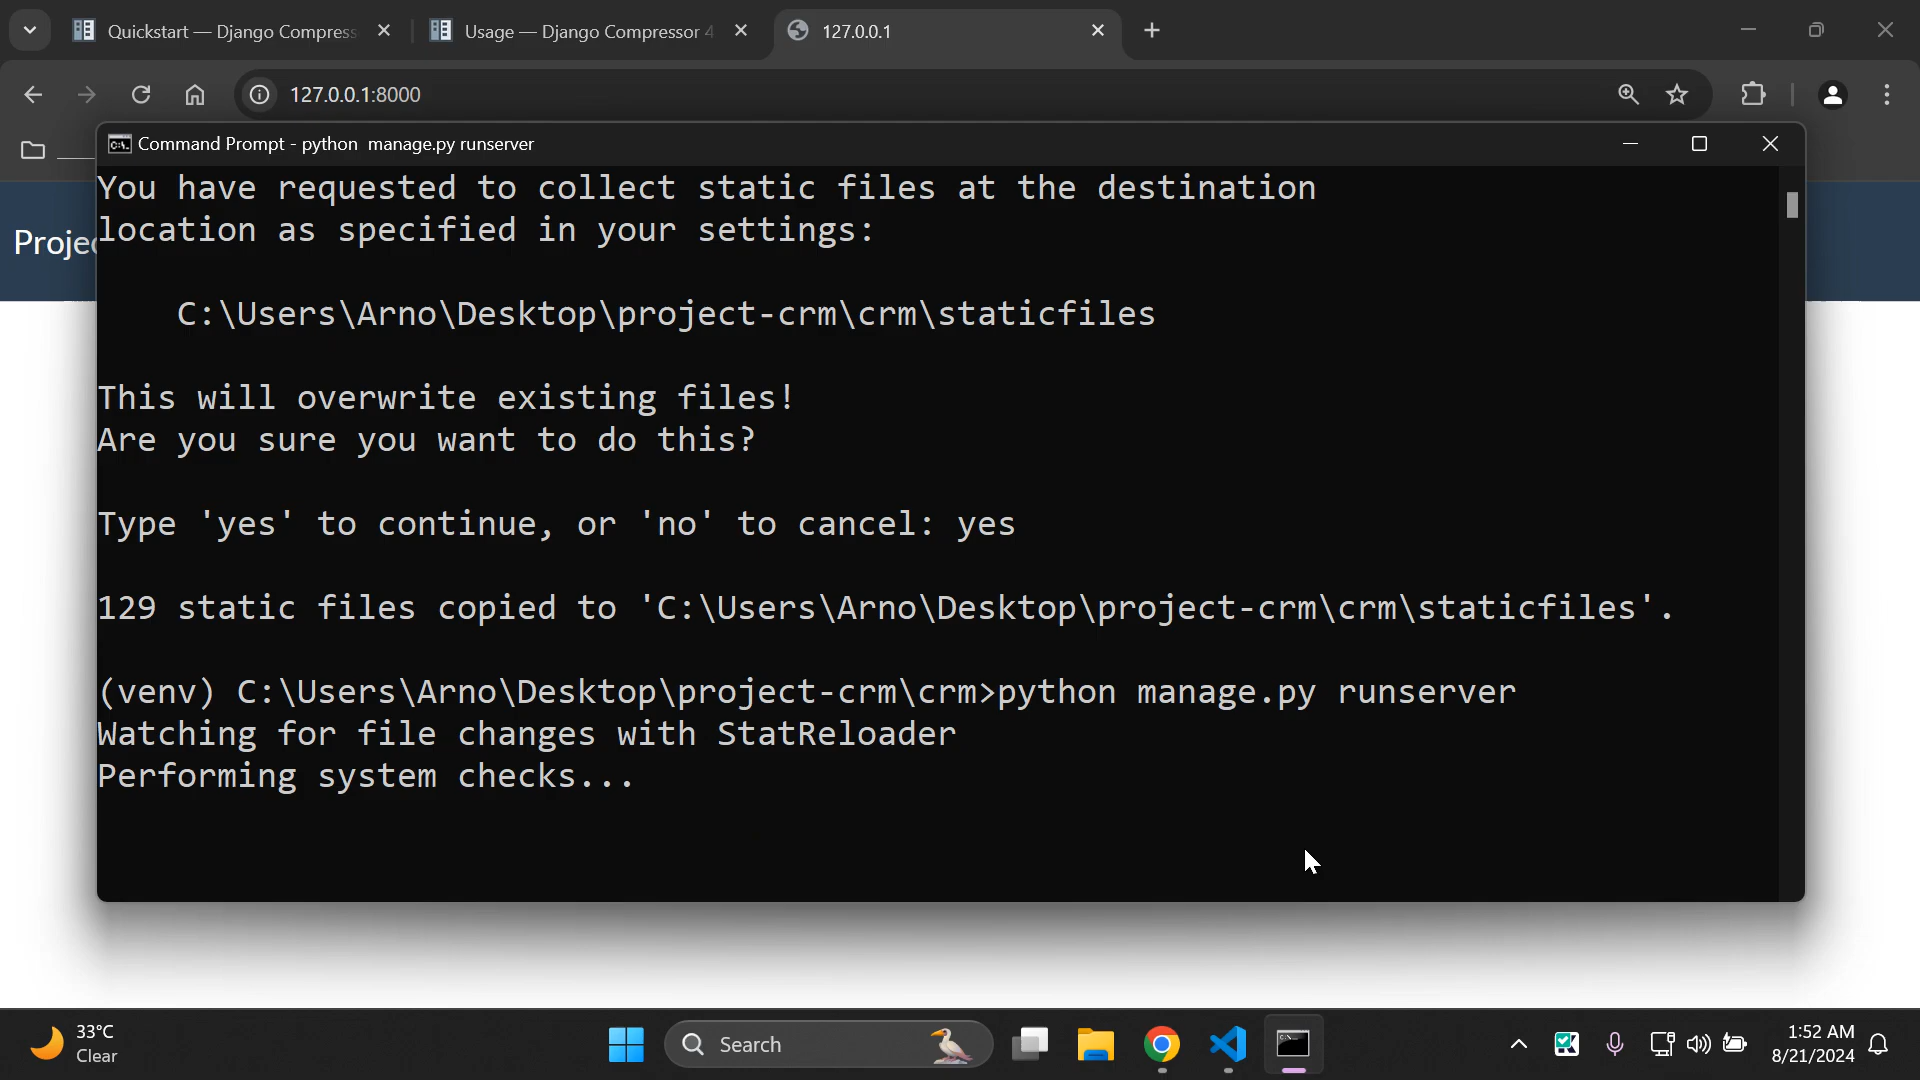 Quickstart — Django Compress
Usage — Django Compressor 4
127.0.0.1
127.0.0.1:8000
Command Prompt - python  manage.py runserver
You have requested to collect static files at the destination
location as specified in your settings:
C:\Users\Arno\Desktop\project-crm\crm\staticfiles
This will overwrite existing files!
Are you sure you want to do this?
Type 'yes' to continue, or 'no' to cancel: yes
129 static files copied to 'C:\Users\Arno\Desktop\project-crm\crm\staticfiles'.
(venv) C:\Users\Arno\Desktop\project-crm\crm>python manage.py runserver
Watching for file changes with StatReloader
Performing system checks...
Projec
33°C
Clear
Search
1:52 AM
8/21/2024